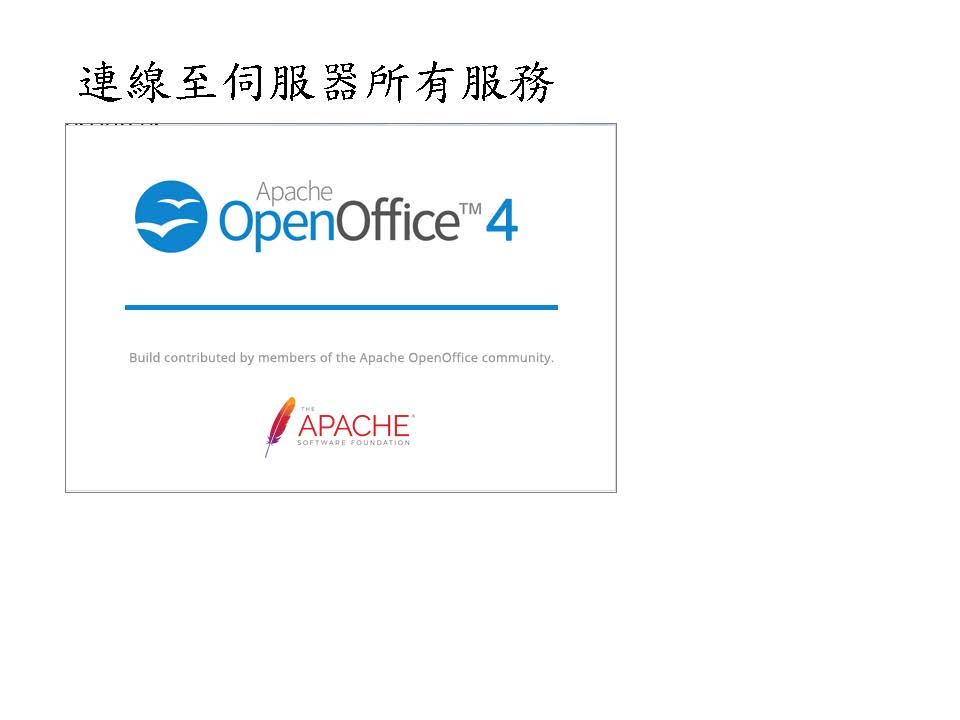 連線至伺服器所有服務
Apache
OpenOffice™ 4
Build contributed by members of the Apache OpenOffice community.
THE
APACHE®
SOFTWARE FOUNDATION